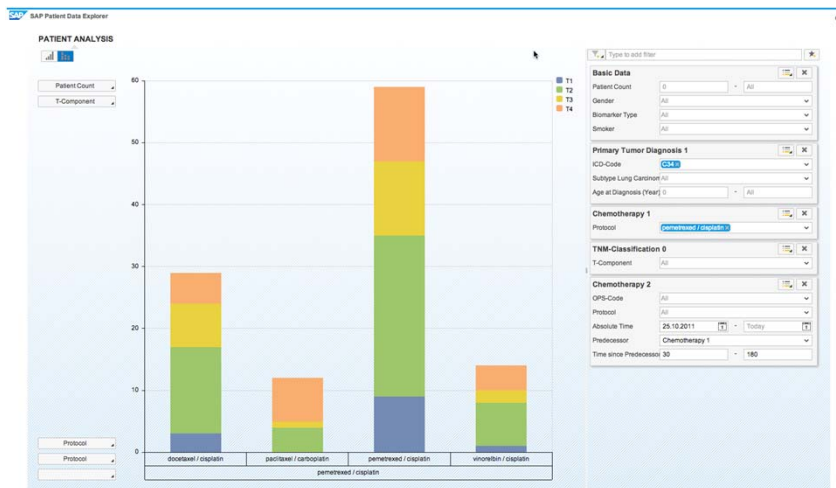 SAP SAP Patient Data Explorer
PATIENT ANALYSIS
Patient Count
T-Component
60
50
40
30
20
10
0
T1
T2
T3
T4
docetaxel / cisplatin
paclitaxel / carboplatin
pemetrexed / cisplatin
vinorelbin / cisplatin
pemetrexed / cisplatin
Protocol
Protocol
Type to add filter
Basic Data
Patient Count 0 - All
Gender All
Biomarker Type All
Smoker All
Primary Tumor Diagnosis 1
ICO-Code C34 ×
Subtype Lung Carcinom All
Age at Diagnosis (Year) 0 - All
Chemotherapy 1
Protocol pemetrexed / cisplatin ×
TNM-Classification 0
T-Component All
Chemotherapy 2
OPS-Code All
Protocol All
Absolute Time 25.10.2011 - Today
Predecessor Chemotherapy 1
Time since Predecessor 30 - 180